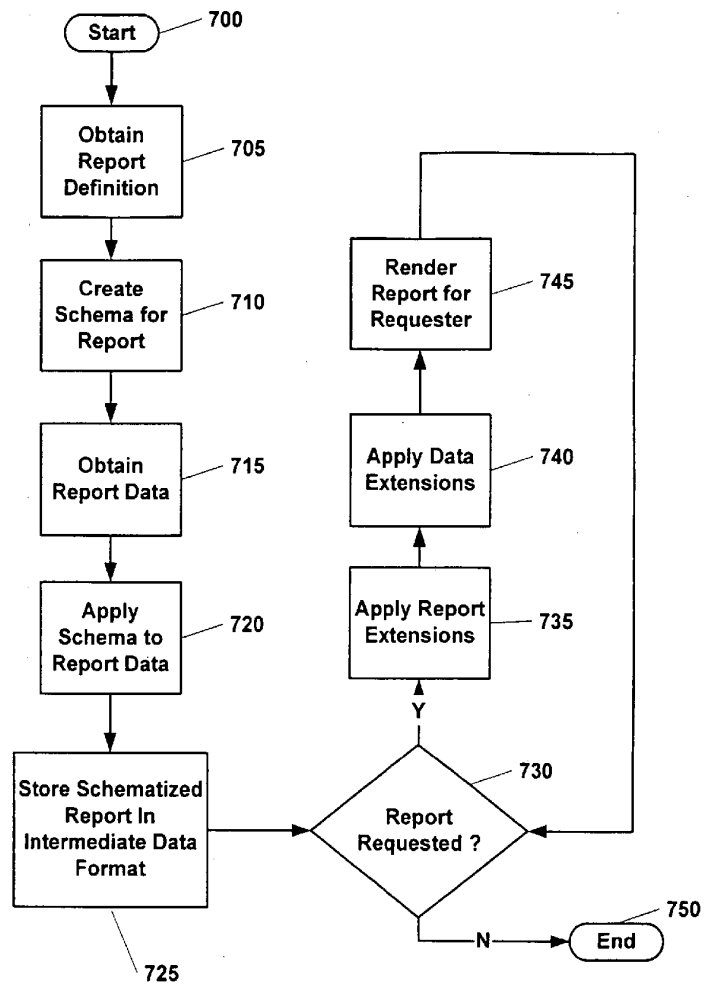 Start
700
Obtain
Report
Definition
705
Create
Schema for
Report
710
Obtain
Report Data
715
Apply
Schema to
Report Data
720
Store Schematized
Report In
Intermediate Data
Format
725
Report
Requested ?
730
Y
Apply Report
Extensions
735
Apply Data
Extensions
740
Render
Report for
Requester
745
N
End
750